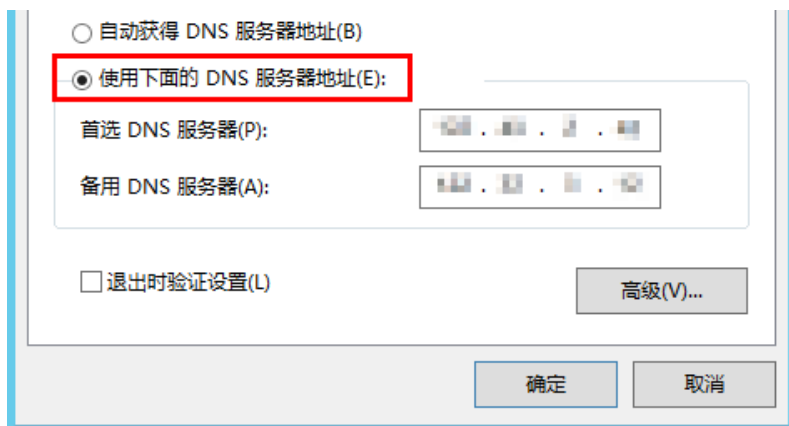 自动获得 DNS 服务器地址(B)
使用下面的 DNS 服务器地址(E):
首选 DNS 服务器(P):
备用 DNS 服务器(A):
退出时验证设置(L)
高级(V)...
确定
取消